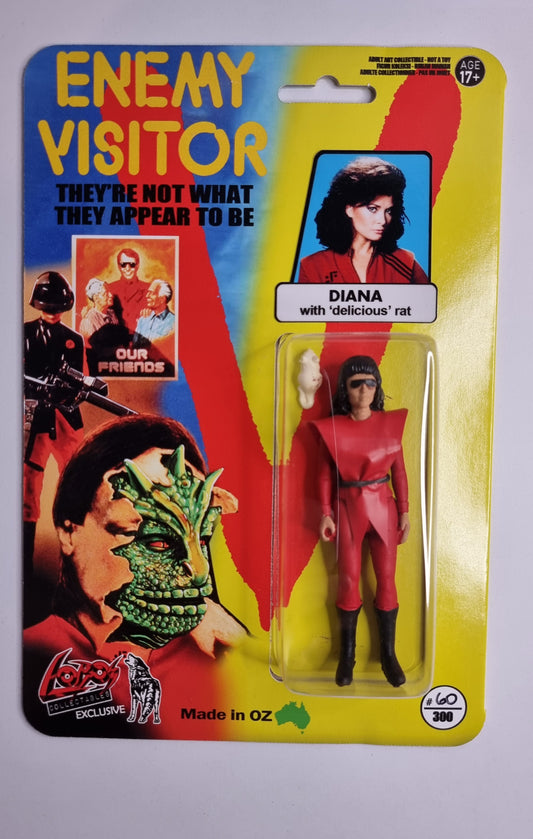 ENEMY
VISITOR
THEY'RE NOT WHAT
THEY APPEAR TO BE
OUR
FRIENDS
ADULT ART COLLECTIBLE - NOT A TOY
AGE
17+
DIANA
with 'delicious' rat
LOBOS
COLLECTABLES
EXCLUSIVE
Made in OZ
# 60
300